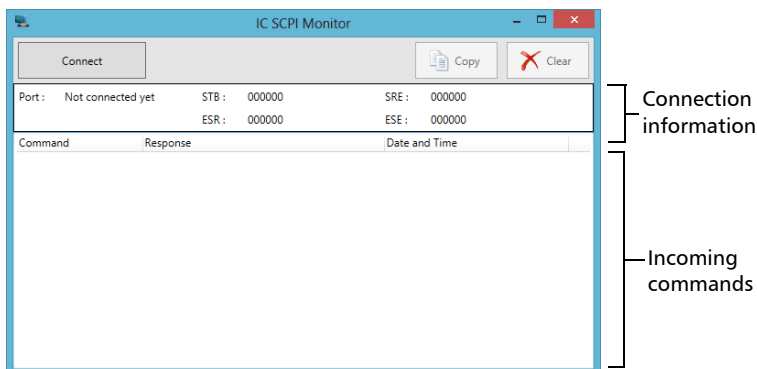 IC SCPI Monitor
Connect Copy Clear
Port : Not connected yet STB : 000000 SRE : 000000
ESR : 000000 ESE : 000000
Command Response Date and Time
Connection
information
Incoming
commands